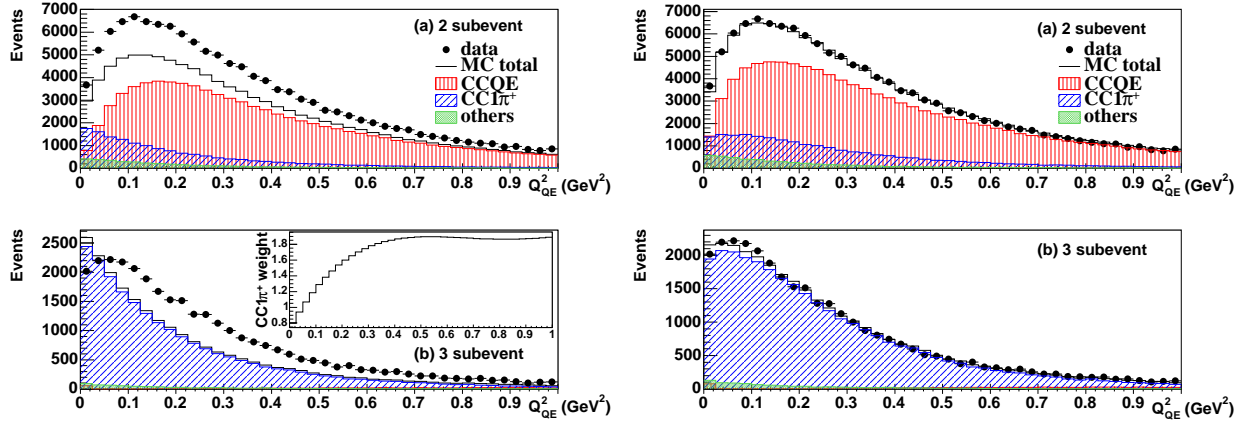 Events
7000
6000
5000
4000
3000
2000
1000
0
(a) 2 subevent
data
MC total
CCQE
CC1π⁺
others
0 0.1 0.2 0.3 0.4 0.5 0.6 0.7 0.8 0.9 1
Q²QE (GeV²)
Events
7000
6000
5000
4000
3000
2000
1000
0
(a) 2 subevent
data
MC total
CCQE
CC1π⁺
others
0 0.1 0.2 0.3 0.4 0.5 0.6 0.7 0.8 0.9 1
Q²QE (GeV²)
Events
2500
2000
1500
1000
500
0
CC1π⁺ weight
1.8
1.6
1.4
1.2
1
0.8
0 0.1 0.2 0.3 0.4 0.5 0.6 0.7 0.8 0.9 1
(b) 3 subevent
0 0.1 0.2 0.3 0.4 0.5 0.6 0.7 0.8 0.9 1
Q²QE (GeV²)
Events
2000
1500
1000
500
0
(b) 3 subevent
0 0.1 0.2 0.3 0.4 0.5 0.6 0.7 0.8 0.9 1
Q²QE (GeV²)